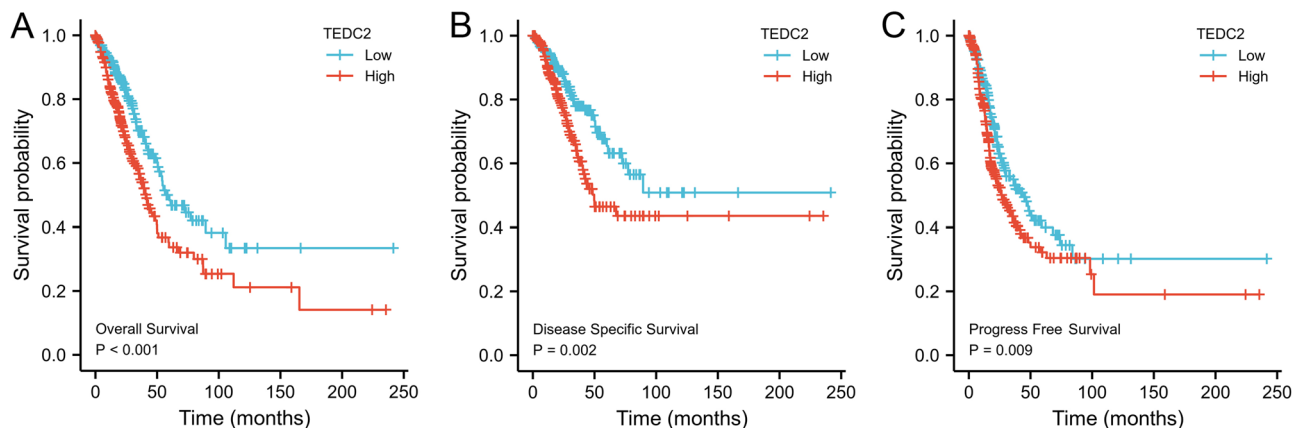 A
TEDC2
Low
High
Survival probability
1.0
0.8
0.6
0.4
0.2
0.0
Overall Survival
P < 0.001
0 50 100 150 200 250
Time (months)
B
TEDC2
Low
High
Survival probability
1.0
0.8
0.6
0.4
0.2
0.0
Disease Specific Survival
P = 0.002
0 50 100 150 200 250
Time (months)
C
TEDC2
Low
High
Survival probability
1.0
0.8
0.6
0.4
0.2
0.0
Progress Free Survival
P = 0.009
0 50 100 150 200 250
Time (months)